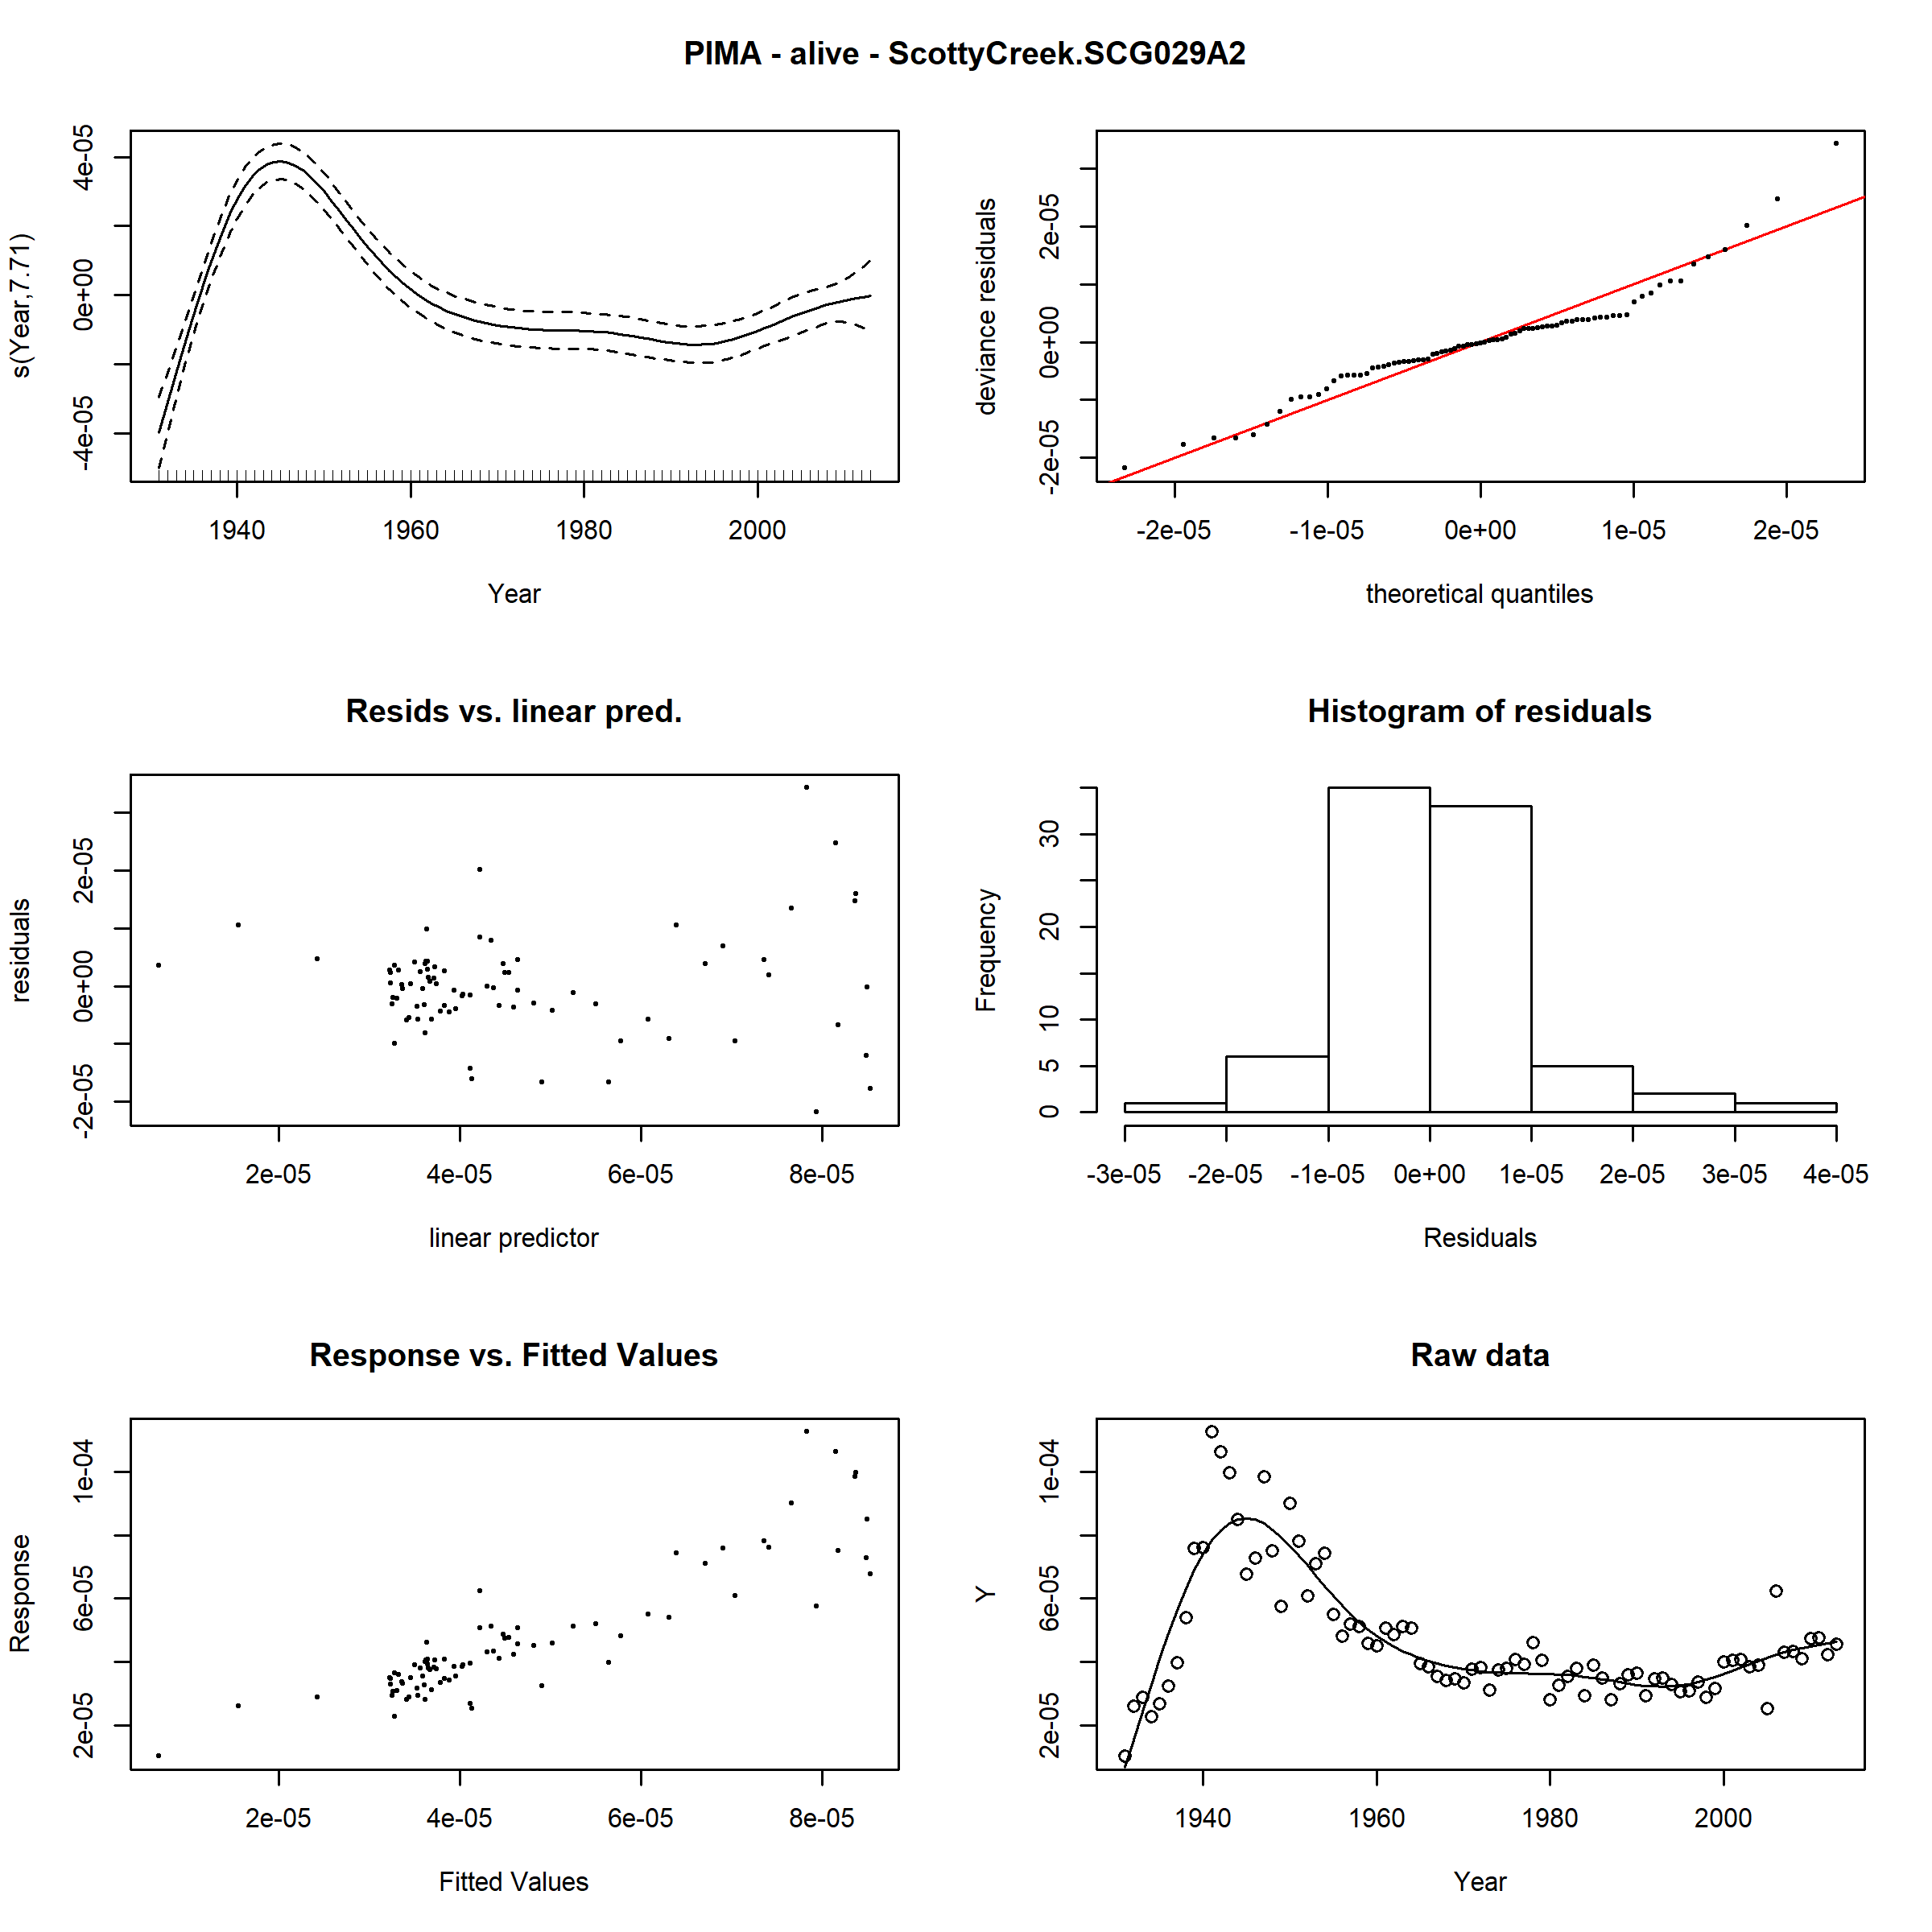 PIMA - alive - ScottyCreek.SCG029A2
s(Year,7.71)
-4e-05 0e+00 4e-05
1940 1960 1980 2000
Year
deviance residuals
-2e-05 0e+00 2e-05
-2e-05 -1e-05 0e+00 1e-05 2e-05
theoretical quantiles
Resids vs. linear pred.
residuals
-2e-05 0e+00 2e-05
2e-05 4e-05 6e-05 8e-05
linear predictor
Histogram of residuals
Frequency
0 5 10 20 30
-3e-05 -2e-05 -1e-05 0e+00 1e-05 2e-05 3e-05 4e-05
Residuals
Response vs. Fitted Values
Response
2e-05 6e-05 1e-04
2e-05 4e-05 6e-05 8e-05
Fitted Values
Raw data
Y
2e-05 6e-05 1e-04
1940 1960 1980 2000
Year